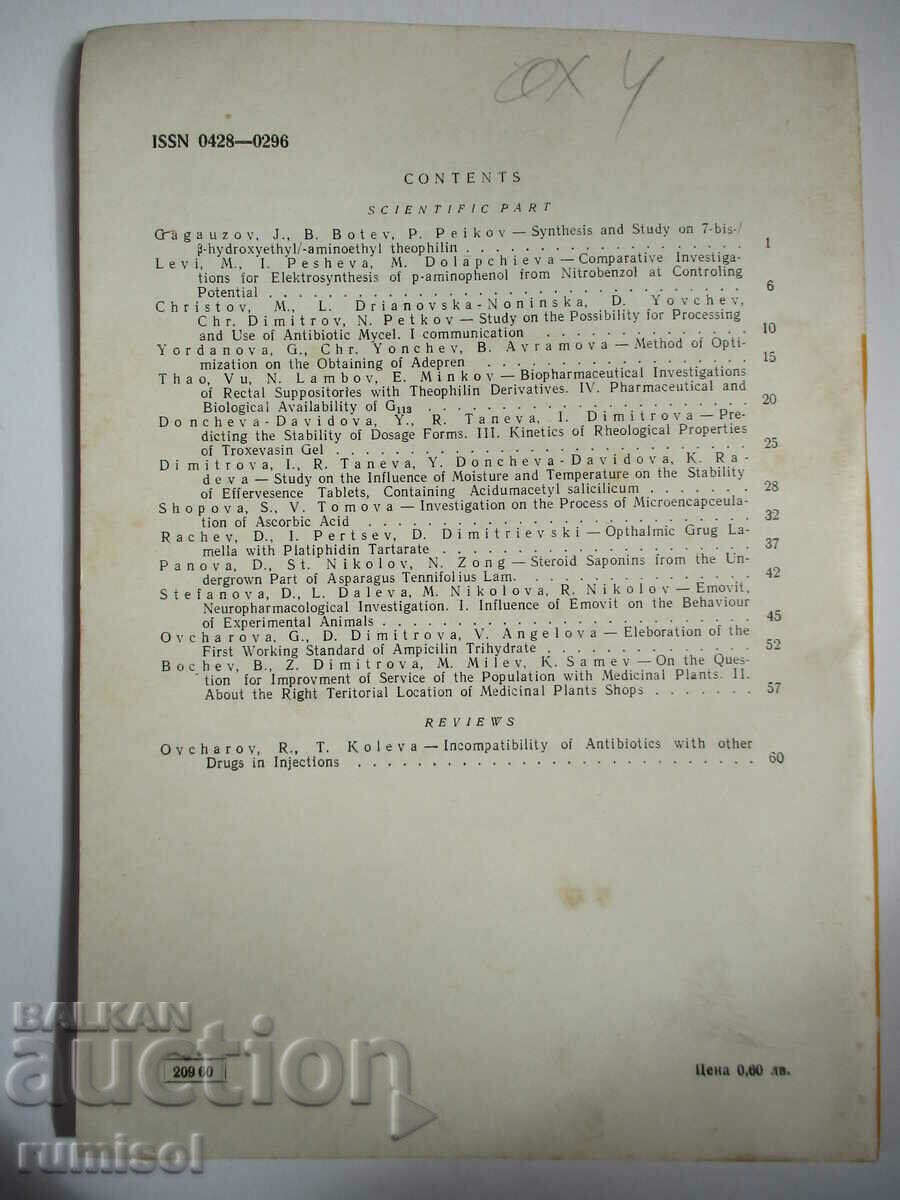 ОХ 4
ISSN 0428—0296
CONTENTS
SCIENTIFIC PART
Gagauzov, J., B. Botev, P. Peikov — Synthesis and Study on 7-bis-/
β-hydroxyethyl/-aminoethyl theophilin . . . . . . . . . . . . . . . 1
Levi, M., I. Pesheva, M. Dolapchieva — Comparative Investiga-
tions for Elektrosynthesis of p-aminophenol from Nitrobenzol at Controling
Potential . . . . . . . . . . . . . . . . . . . . . . . . . . . . 6
Christov, M., L. Drianovska-Noninska, D. Yovchev,
Chr. Dimitrov, N. Petkov — Study on the Possibility for Processing
and Use of Antibiotic Mycel. I communication . . . . . . . . . . . 10
Yordanova, G., Chr. Yonchev, B. Avramova — Method of Opti-
mization on the Obtaining of Adepren . . . . . . . . . . . . . . . 15
Thao, Vu, N. Lambov, E. Minkov — Biopharmaceutical Investigations
of Rectal Suppositories with Theophilin Derivatives. IV. Pharmaceutical and
Biological Availability of G113 . . . . . . . . . . . . . . . . . . 20
Doncheva-Davidova, Y., R. Taneva, I. Dimitrova — Pre-
dicting the Stability of Dosage Forms. III. Kinetics of Rheological Properties
of Troxevasin Gel . . . . . . . . . . . . . . . . . . . . . . . . 25
Dimitrova, I., R. Taneva, Y. Doncheva-Davidova, K. Ra-
deva — Study on the Influence of Moisture and Temperature on the Stability
of Effervesence Tablets, Containing Acidumacetyl salicilicum . . . . . . . 28
Shopova, S., V. Tomova — Investigation on the Process of Microencapceula-
tion of Ascorbic Acid . . . . . . . . . . . . . . . . . . . . . . 32
Rachev, D., I. Pertsev, D. Dimitrievski — Opthalmic Grug La-
mella with Platiphidin Tartarate . . . . . . . . . . . . . . . . . . 37
Panova, D., St. Nikolov, N. Zong — Steroid Saponins from the Un-
dergrown Part of Asparagus Tennifolius Lam. . . . . . . . . . . . . . 42
Stefanova, D., L. Daleva, M. Nikolova, R. Nikolov — Emovit,
Neuropharmacological Investigation. I. Influence of Emovit on the Behaviour
of Experimental Animals . . . . . . . . . . . . . . . . . . . . . 45
Ovcharova, G., D. Dimitrova, V. Angelova — Eleboration of the
First Working Standard of Ampicilin Trihydrate . . . . . . . . . . . 52
Bochev, B., Z. Dimitrova, M. Milev, K. Samev — On the Ques-
tion for Improvment of Service of the Population with Medicinal Plants. II.
About the Right Teritorial Location of Medicinal Plants Shops . . . . . . . 57
REVIEWS
Ovcharov, R., T. Koleva — Incompatibility of Antibiotics with other
Drugs in Injections . . . . . . . . . . . . . . . . . . . . . . . . 60
20960
Цена 0,60 лв.
BALKAN
auction
rumisol